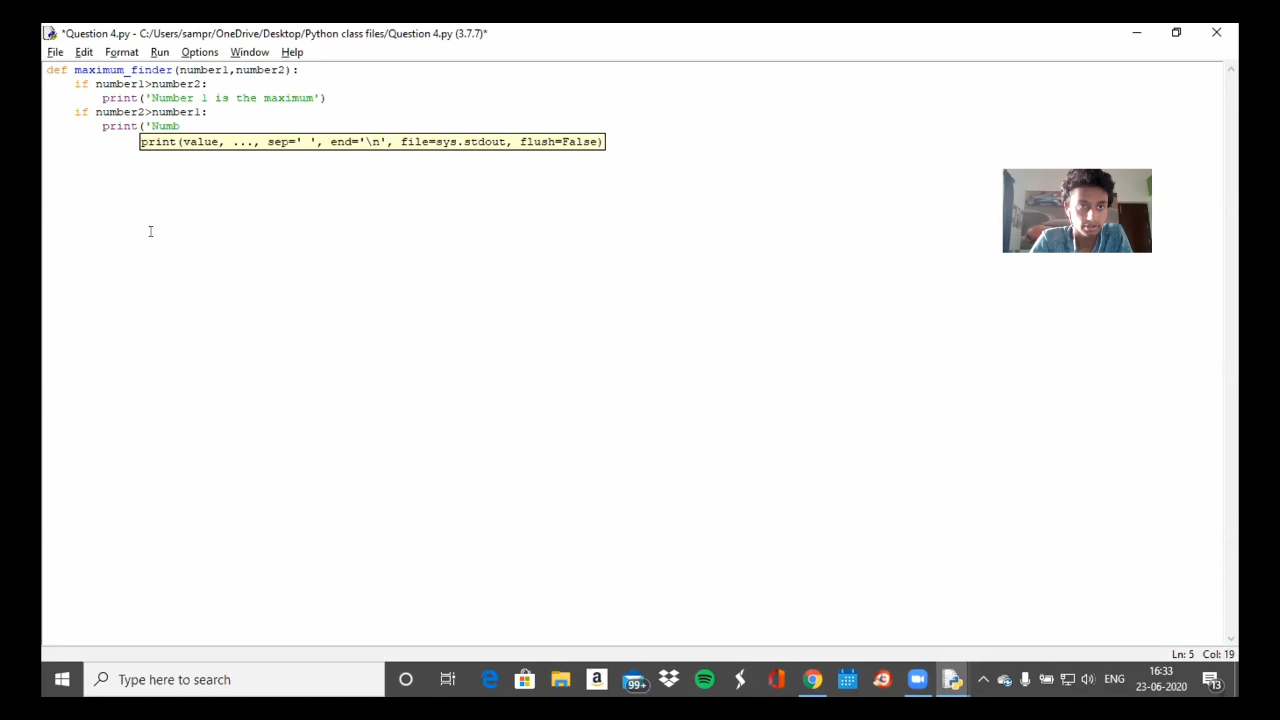 *Question 4.py - C:/Users/sampr/OneDrive/Desktop/Python class files/Question 4.py (3.7.7)*
File Edit Format Run Options Window Help
def maximum_finder(number1,number2):
    if number1>number2:
        print('Number 1 is the maximum')
    if number2>number1:
        print('Numb
print(value, ..., sep=' ', end='\n', file=sys.stdout, flush=False)
Ln: 5 Col: 19
Type here to search
99+
ENG
16:33
23-06-2020
13